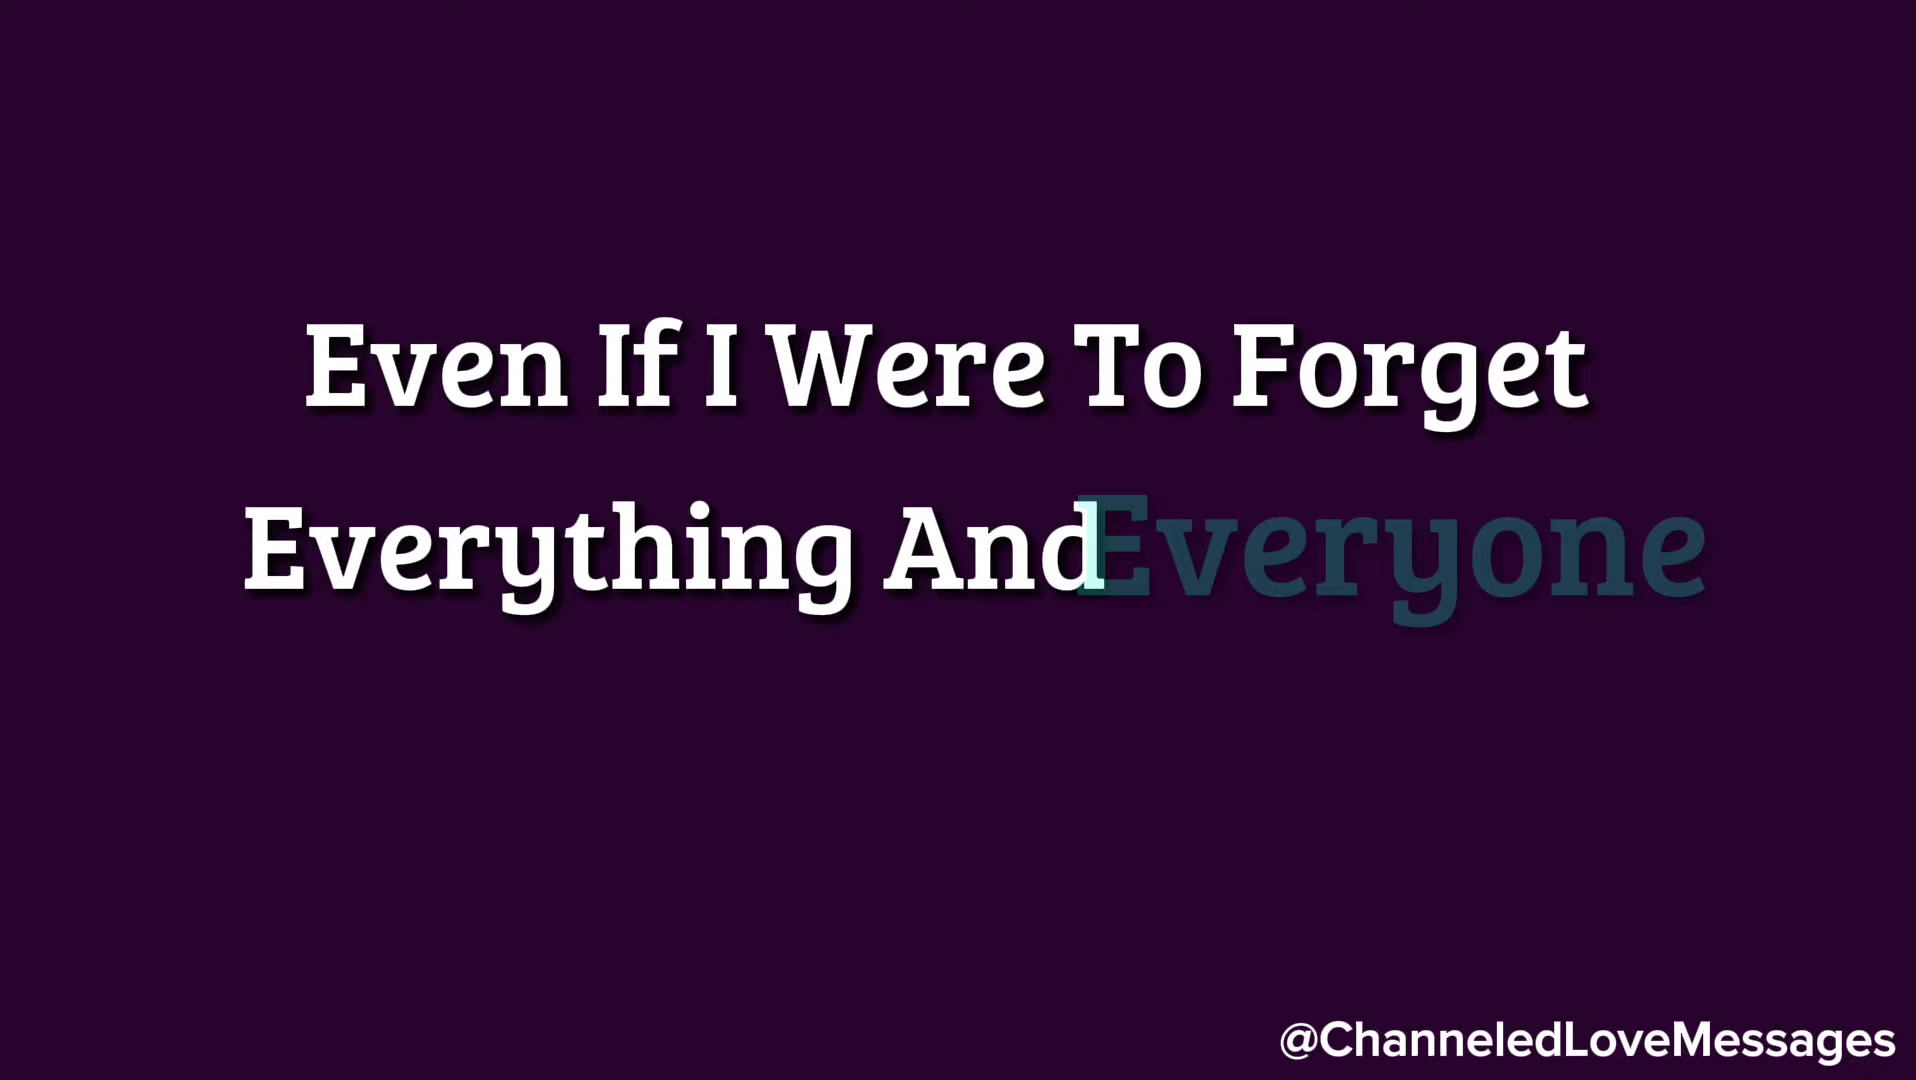 Even If I Were To Forget
Everything And Everyone
@ChanneledLoveMessages